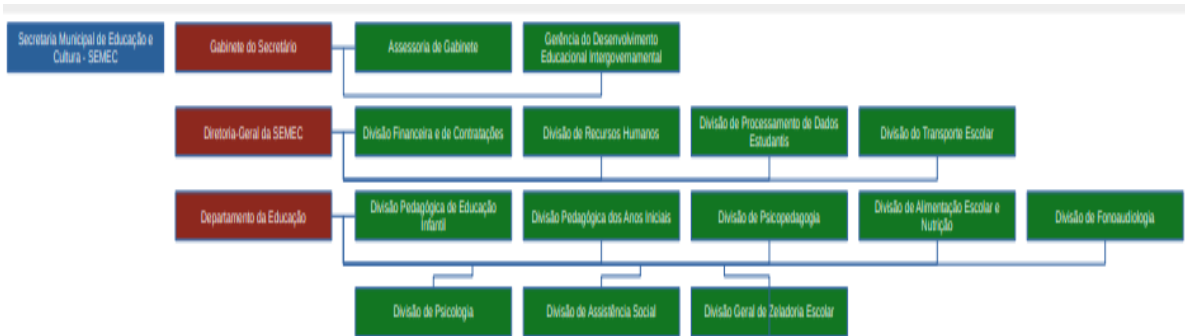 Secretaria Municipal de Educação e
Cultura - SEMEC
Gabinete do Secretário
Assessoria de Gabinete
Gerência do Desenvolvimento
Educacional Intergovernamental
Diretoria-Geral da SEMEC
Divisão Financeira e de Contratações
Divisão de Recursos Humanos
Divisão de Processamento de Dados
Estudantis
Divisão do Transporte Escolar
Departamento da Educação
Divisão Pedagógica de Educação
Infantil
Divisão Pedagógica dos Anos Iniciais
Divisão de Psicopedagogia
Divisão de Alimentação Escolar e
Nutrição
Divisão de Fonoaudiologia
Divisão de Psicologia
Divisão de Assistência Social
Divisão Geral de Zeladoria Escolar